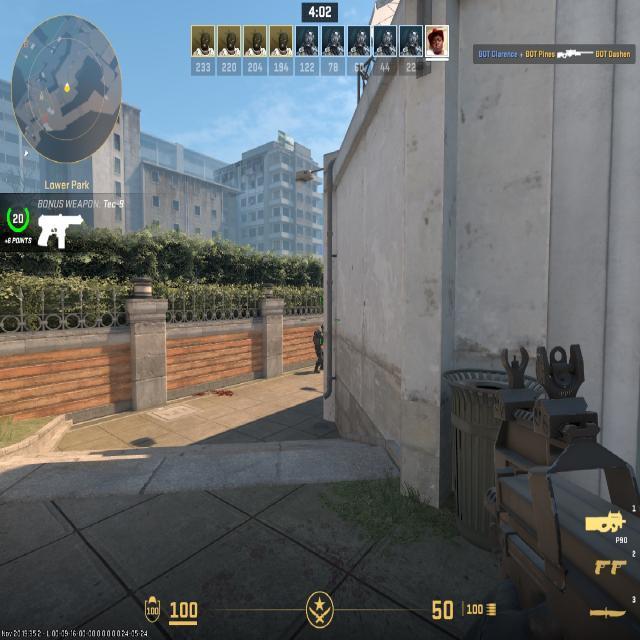 4:02
233 220 204 194 122 78 60 44 22
BOT Clarence + BOT Pines BOT Dashen
Lower Park
BONUS WEAPON: Tec-9
20
+6 POINTS
1
P90
2
3
100 100
50 100